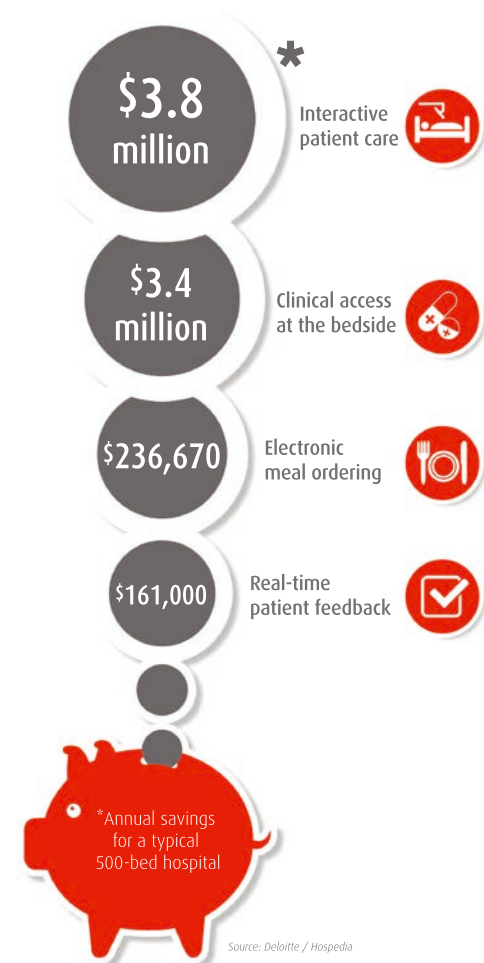 $3.8
million
*
Interactive
patient care
$3.4
million
Clinical access
at the bedside
$236,670
Electronic
meal ordering
$161,000
Real-time
patient feedback
*Annual savings
for a typical
500-bed hospital
Source: Deloitte / Hospedia